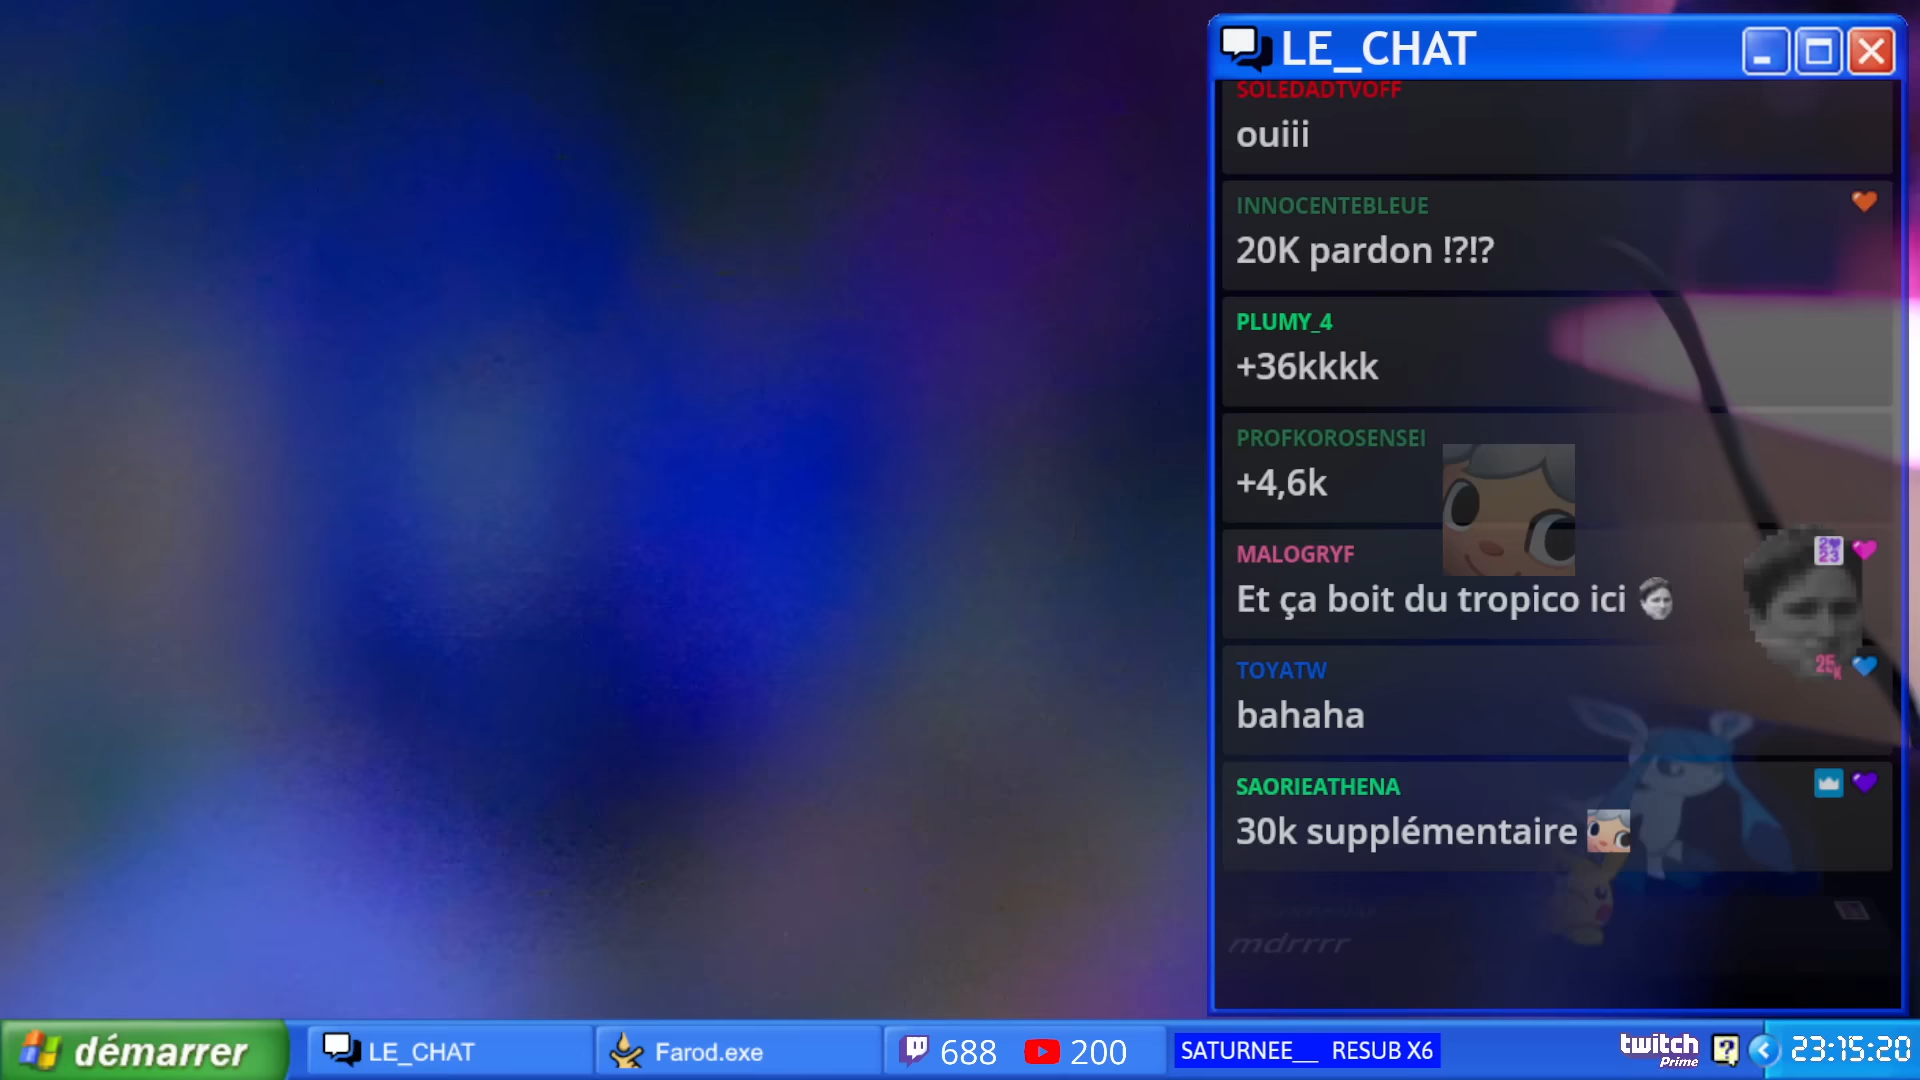 LE_CHAT
SOLEDADTVOFF
ouiii
INNOCENTEBLEUE
20K pardon !?!?
PLUMY_4
+36kkkk
PROFKOROSENSEI
+4,6k
MALOGRYF
Et ça boit du tropico ici
TOYATW
25K
bahaha
SAORIEATHENA
30k supplémentaire
mdrrrr
démarrer
LE_CHAT
Farod.exe
688
200
SATURNEE__ RESUB X6
twitch
Prime
23:15:20